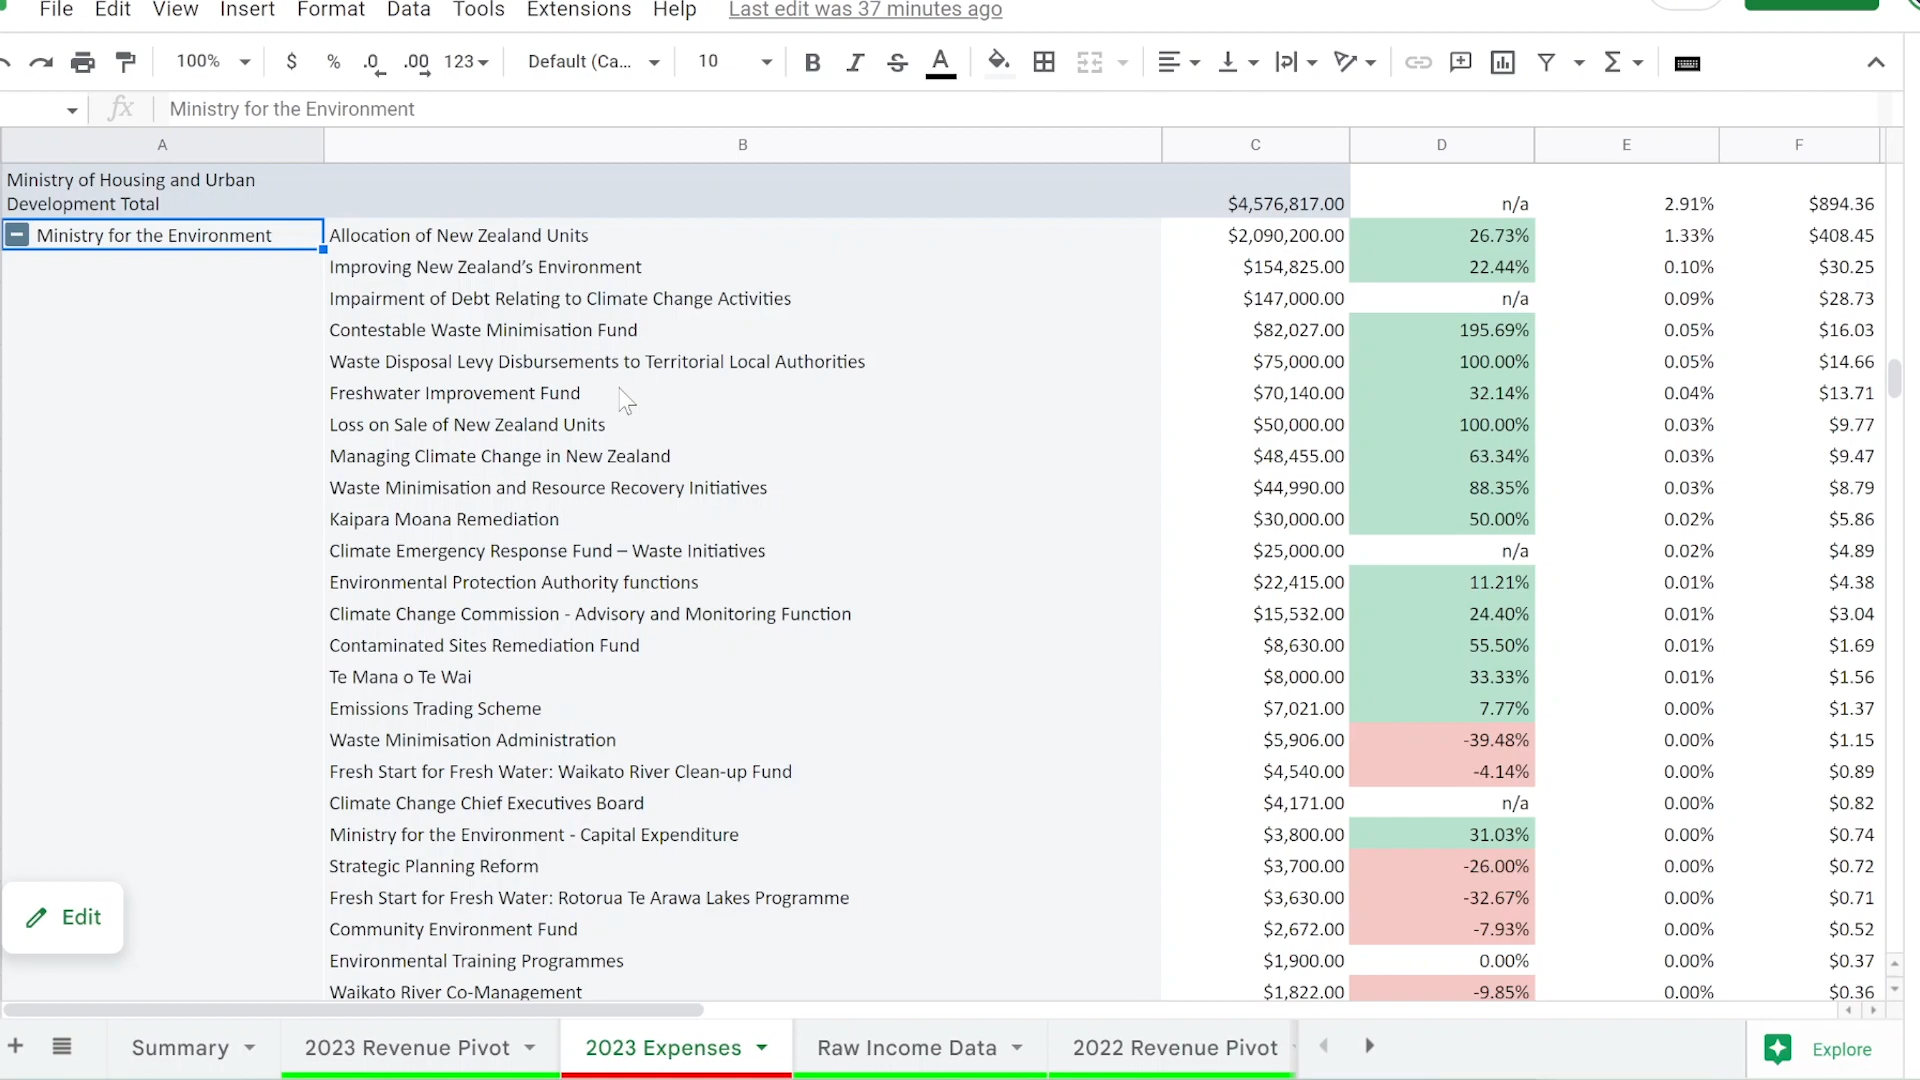 File Edit View Insert Format Data Tools Extensions Help Last edit was 37 minutes ago
100% $ % .0 .00 123 Default (Ca... 10 B I S A
fx Ministry for the Environment
A B C D E F
Ministry of Housing and Urban
Development Total $4,576,817.00 n/a 2.91% $894.36
Ministry for the Environment Allocation of New Zealand Units $2,090,200.00 26.73% 1.33% $408.45
Improving New Zealand’s Environment $154,825.00 22.44% 0.10% $30.25
Impairment of Debt Relating to Climate Change Activities $147,000.00 n/a 0.09% $28.73
Contestable Waste Minimisation Fund $82,027.00 195.69% 0.05% $16.03
Waste Disposal Levy Disbursements to Territorial Local Authorities $75,000.00 100.00% 0.05% $14.66
Freshwater Improvement Fund $70,140.00 32.14% 0.04% $13.71
Loss on Sale of New Zealand Units $50,000.00 100.00% 0.03% $9.77
Managing Climate Change in New Zealand $48,455.00 63.34% 0.03% $9.47
Waste Minimisation and Resource Recovery Initiatives $44,990.00 88.35% 0.03% $8.79
Kaipara Moana Remediation $30,000.00 50.00% 0.02% $5.86
Climate Emergency Response Fund – Waste Initiatives $25,000.00 n/a 0.02% $4.89
Environmental Protection Authority functions $22,415.00 11.21% 0.01% $4.38
Climate Change Commission - Advisory and Monitoring Function $15,532.00 24.40% 0.01% $3.04
Contaminated Sites Remediation Fund $8,630.00 55.50% 0.01% $1.69
Te Mana o Te Wai $8,000.00 33.33% 0.01% $1.56
Emissions Trading Scheme $7,021.00 7.77% 0.00% $1.37
Waste Minimisation Administration $5,906.00 -39.48% 0.00% $1.15
Fresh Start for Fresh Water: Waikato River Clean-up Fund $4,540.00 -4.14% 0.00% $0.89
Climate Change Chief Executives Board $4,171.00 n/a 0.00% $0.82
Ministry for the Environment - Capital Expenditure $3,800.00 31.03% 0.00% $0.74
Strategic Planning Reform $3,700.00 -26.00% 0.00% $0.72
Fresh Start for Fresh Water: Rotorua Te Arawa Lakes Programme $3,630.00 -32.67% 0.00% $0.71
Community Environment Fund $2,672.00 -7.93% 0.00% $0.52
Environmental Training Programmes $1,900.00 0.00% 0.00% $0.37
Waikato River Co-Management $1,822.00 -9.85% 0.00% $0.36
Edit
Summary 2023 Revenue Pivot 2023 Expenses Raw Income Data 2022 Revenue Pivot Explore